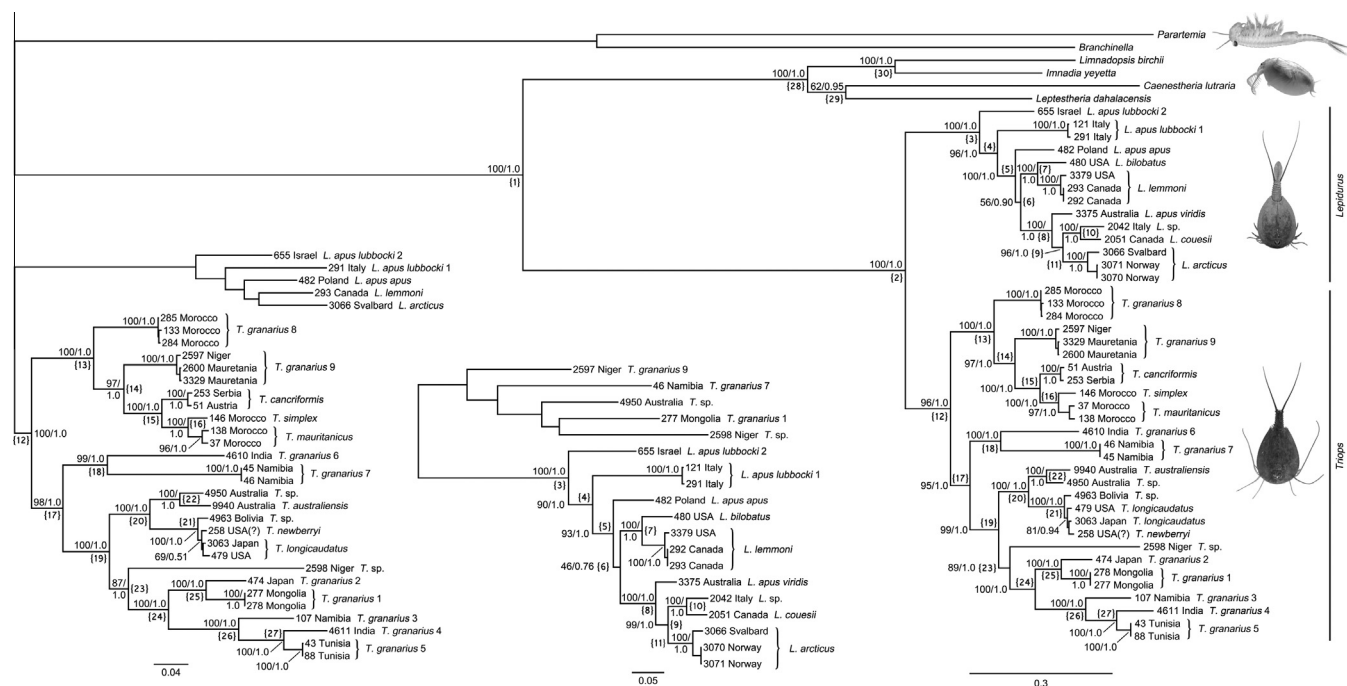 Parartemia
Branchinella
100/1.0
Limnadopsis birchii
{30}
Imnadia yeyetta
100/1.0
{28}
62/0.95
Caenestheria lutraria
{29}
Leptestheria dahalacensis
100/1.0
{1}
100/1.0
{2}
655 Israel L. apus lubbocki 2
100/1.0
{3}
100/1.0
121 Italy
291 Italy
L. apus lubbocki 1
{4}
96/1.0
482 Poland L. apus apus
100/1.0
{5}
480 USA L. bilobatus
100/
1.0
{7}
3379 USA
293 Canada
292 Canada
L. lemmoni
100/
1.0
56/0.90
{6}
3375 Australia L. apus viridis
100/
1.0
{8}
2042 Italy L. sp.
100/
1.0
{10}
2051 Canada L. couesii
96/1.0
{9}
3066 Svalbard
3071 Norway
3070 Norway
L. arcticus
{11}
100/
1.0
Lepidurus
285 Morocco
133 Morocco
284 Morocco
T. granarius 8
100/1.0
100/1.0
{13}
2597 Niger
3329 Mauretania
2600 Mauretania
T. granarius 9
100/1.0
{14}
97/1.0
51 Austria
253 Serbia
T. cancriformis
100/
1.0
{15}
100/1.0
146 Morocco T. simplex
{16}
37 Morocco
138 Morocco
T. mauritanicus
97/1.0
96/1.0
{12}
4610 India T. granarius 6
100/1.0
{18}
46 Namibia
45 Namibia
T. granarius 7
100/1.0
{17}
95/1.0
9940 Australia T. australiensis
4950 Australia T. sp.
100/
1.0
{22}
100/1.0
{20}
4963 Bolivia T. sp.
479 USA
3063 Japan T. longicaudatus
258 USA(?) T. newberryi
100/1.0
{21}
81/0.94
{19}
99/1.0
2598 Niger T. sp.
89/1.0
{23}
474 Japan T. granarius 2
100/1.0
{25}
278 Mongolia
277 Mongolia
T. granarius 1
100/
1.0
{24}
100/1.0
107 Namibia T. granarius 3
100/1.0
{26}
4611 India T. granarius 4
{27}
43 Tunisia
88 Tunisia
T. granarius 5
100/1.0
100/1.0
Triops
0.3
655 Israel L. apus lubbocki 2
291 Italy L. apus lubbocki 1
482 Poland L. apus apus
293 Canada L. lemmoni
3066 Svalbard L. arcticus
285 Morocco
133 Morocco
284 Morocco
T. granarius 8
100/1.0
100/1.0
{13}
2597 Niger
2600 Mauretania
3329 Mauretania
T. granarius 9
100/1.0
{14}
97/
1.0
253 Serbia
51 Austria
T. cancriformis
100/
1.0
100/1.0
{15}
146 Morocco T. simplex
{16}
100/
1.0
138 Morocco
37 Morocco
T. mauritanicus
96/1.0
{12}
100/1.0
4610 India T. granarius 6
99/1.0
{18}
45 Namibia
46 Namibia
T. granarius 7
100/1.0
98/1.0
{17}
4950 Australia T. sp.
9940 Australia T. australiensis
100/
1.0
{22}
100/1.0
{20}
4963 Bolivia T. sp.
258 USA(?) T. newberryi
3063 Japan
479 USA
T. longicaudatus
{21}
100/1.0
69/0.51
100/1.0
{19}
2598 Niger T. sp.
87/
1.0
{23}
474 Japan T. granarius 2
100/1.0
{25}
277 Mongolia
278 Mongolia
T. granarius 1
100/
1.0
100/1.0
{24}
107 Namibia T. granarius 3
100/1.0
{26}
4611 India T. granarius 4
{27}
43 Tunisia
88 Tunisia
T. granarius 5
100/1.0
100/1.0
0.04
2597 Niger T. granarius 9
46 Namibia T. granarius 7
4950 Australia T. sp.
277 Mongolia T. granarius 1
2598 Niger T. sp.
655 Israel L. apus lubbocki 2
100/1.0
{3}
100/1.0
121 Italy
291 Italy
L. apus lubbocki 1
{4}
90/1.0
482 Poland L. apus apus
{5}
93/1.0
480 USA L. bilobatus
100/
1.0
{7}
3379 USA
292 Canada
293 Canada
L. lemmoni
100/1.0
46/0.76
{6}
3375 Australia L. apus viridis
100/1.0
{8}
2042 Italy L. sp.
100/
1.0
{10}
2051 Canada L. couesii
99/1.0
{9}
3066 Svalbard
3070 Norway
3071 Norway
L. arcticus
{11}
100/
1.0
0.05